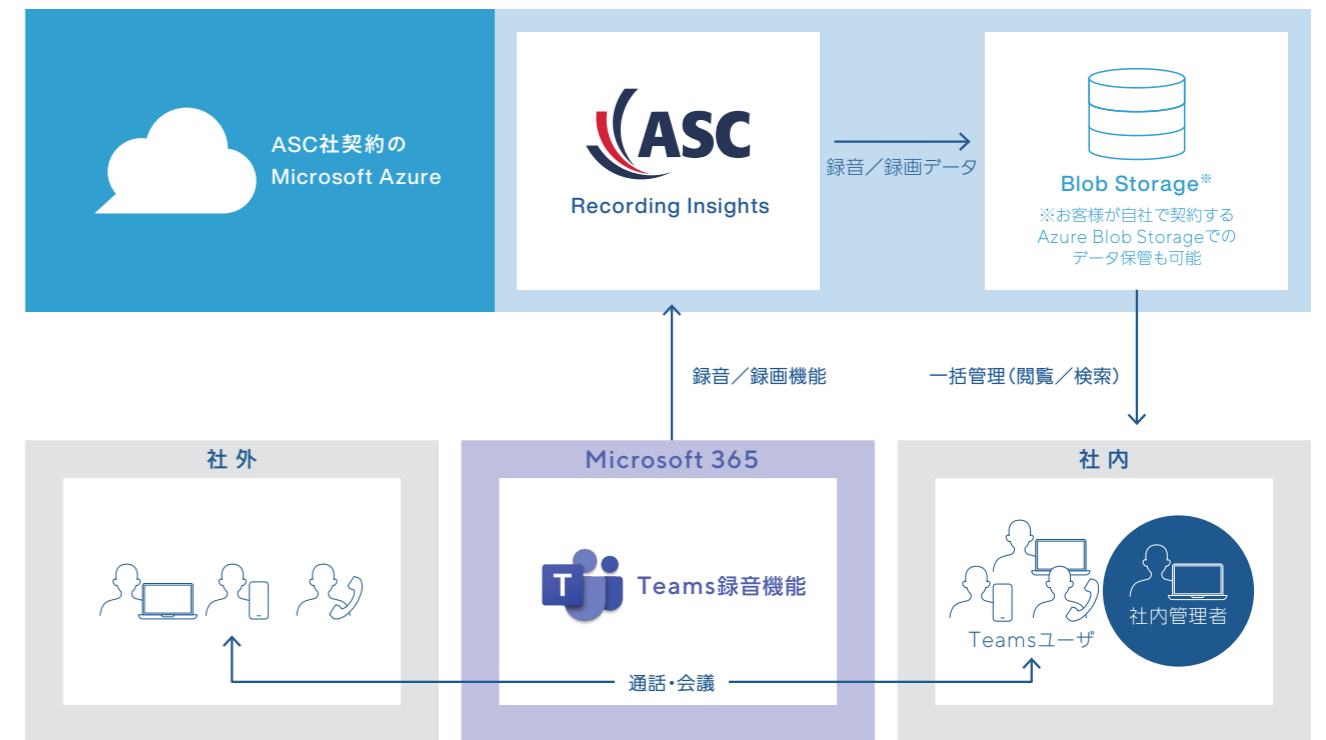 ASC社契約の
Microsoft Azure
ASC
Recording Insights
録音／録画データ
Blob Storage※
※お客様が自社で契約する
Azure Blob Storageでの
データ保管も可能
録音／録画機能
一括管理（閲覧／検索）
社外
Microsoft 365
社内
T
Teams録音機能
社内管理者
Teamsユーザ
通話・会議